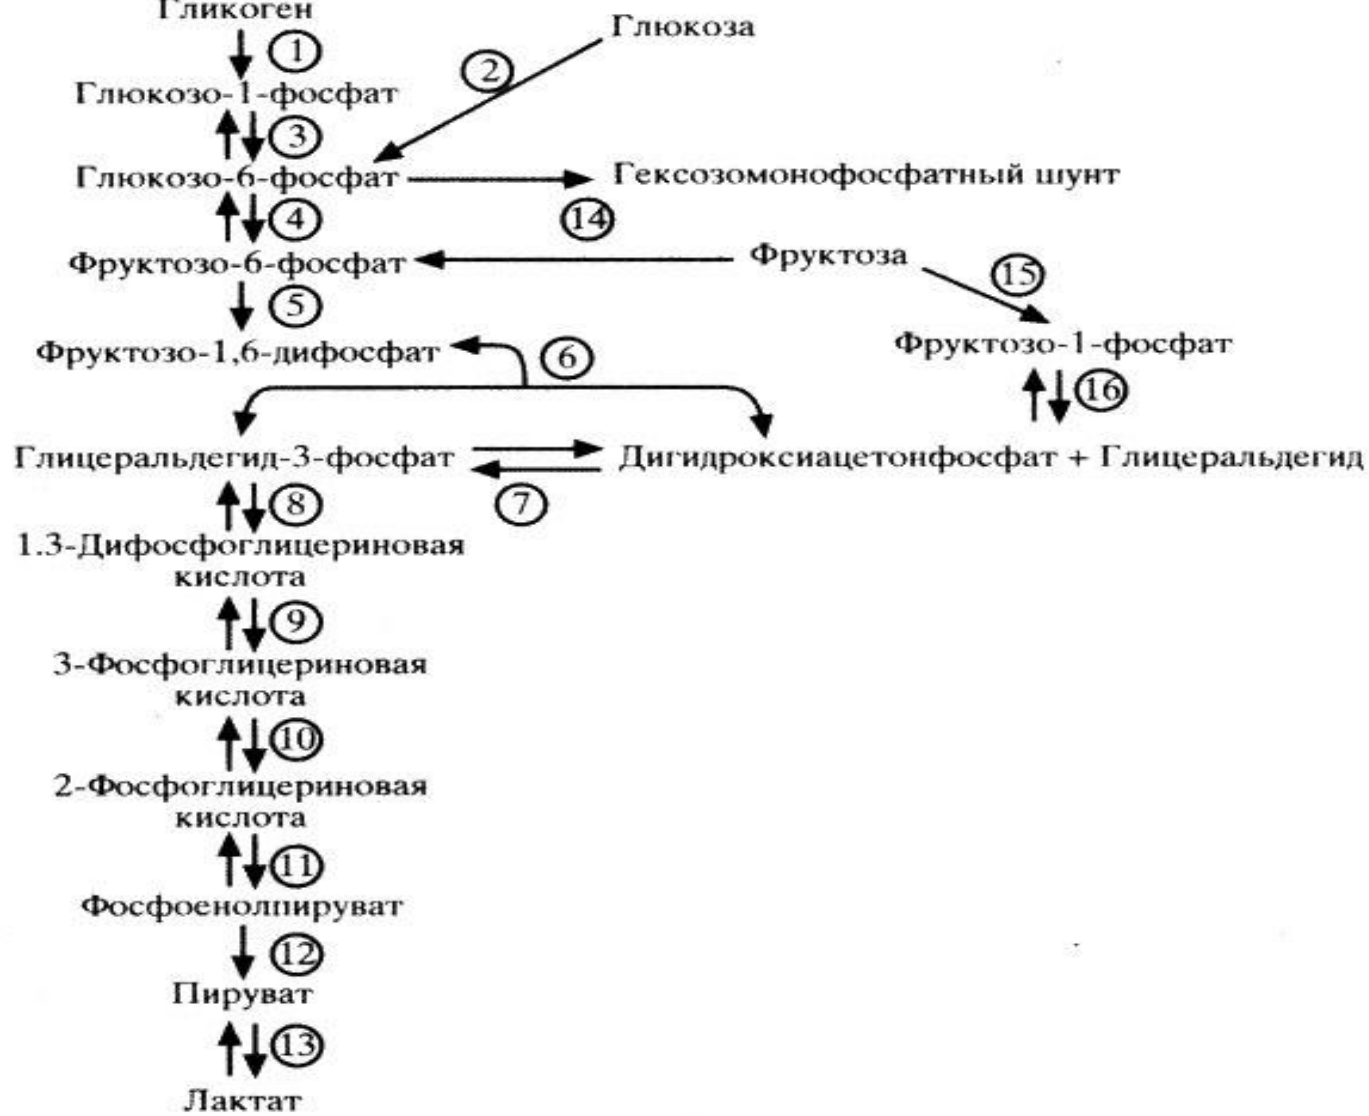 Гликоген
Глюкоза
1
2
Глюкозо-1-фосфат
3
Глюкозо-6-фосфат
Гексозомонофосфатный шунт
4
14
Фруктозо-6-фосфат
Фруктоза
15
5
Фруктозо-1,6-дифосфат
6
Фруктозо-1-фосфат
16
Глицеральдегид-3-фосфат
Дигидроксиацетонфосфат + Глицеральдегид
8
7
1.3-Дифосфоглицериновая
кислота
9
3-Фосфоглицериновая
кислота
10
2-Фосфоглицериновая
кислота
11
Фосфоенолпируват
12
Пируват
13
Лактат